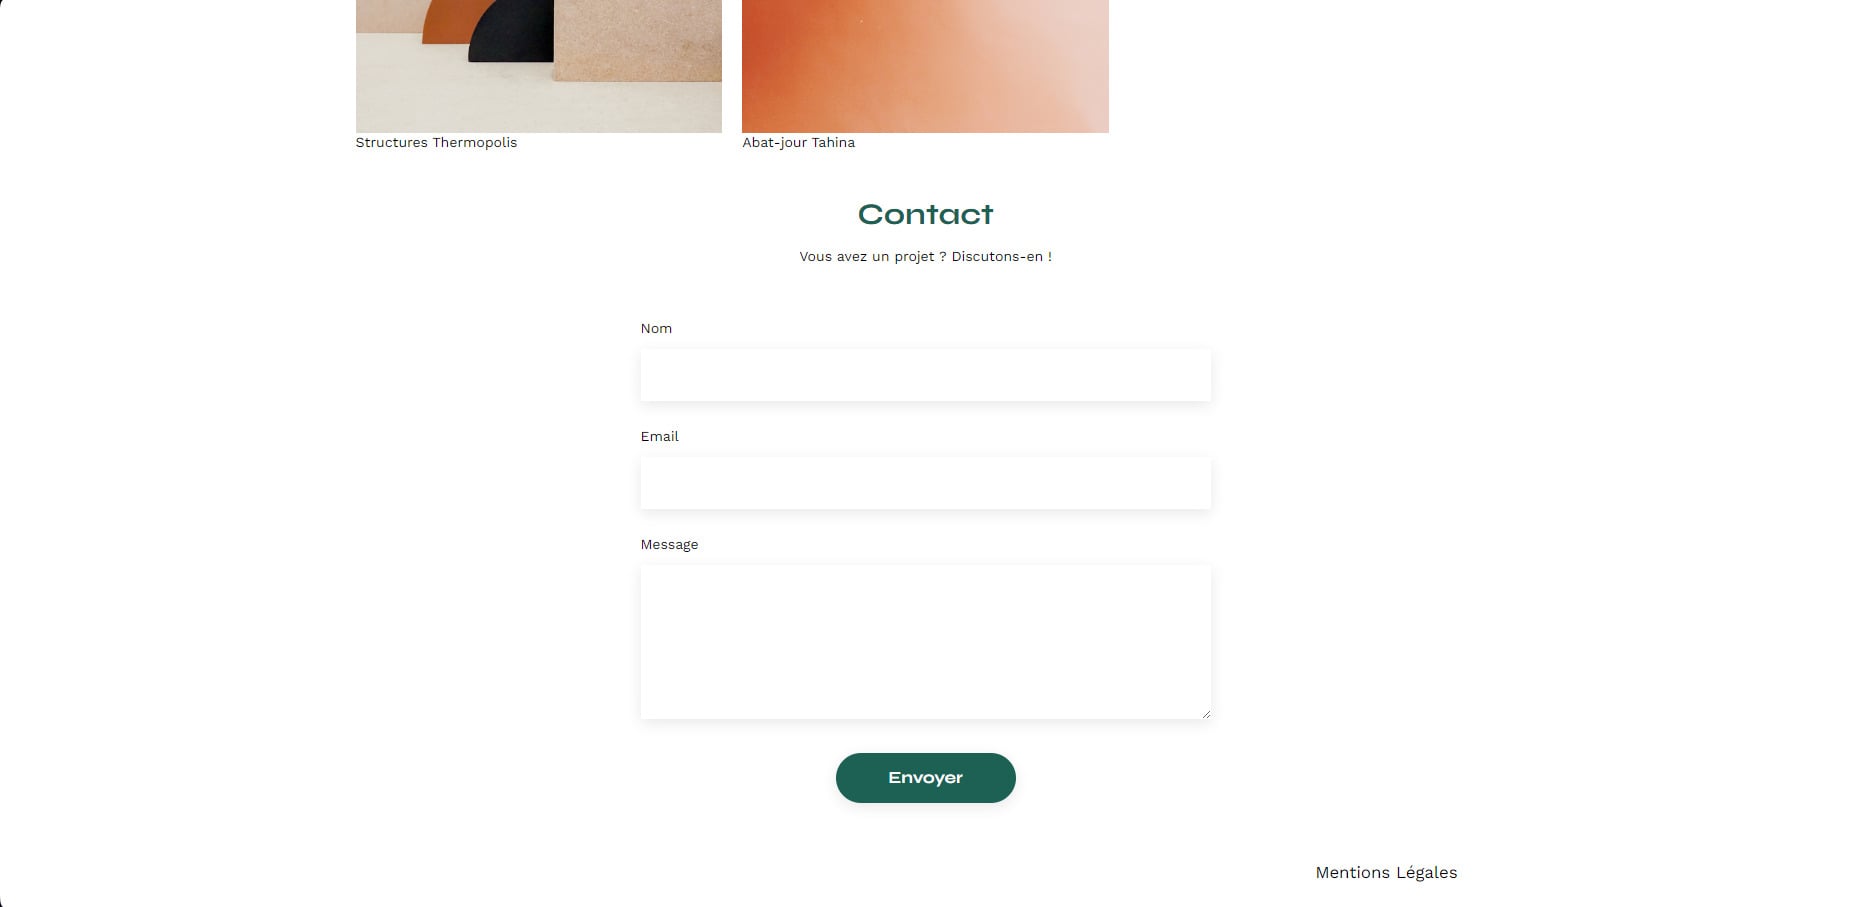 Structures Thermopolis
Abat-jour Tahina
Contact
Vous avez un projet ? Discutons-en !
Nom
Email
Message
Envoyer
Mentions Légales